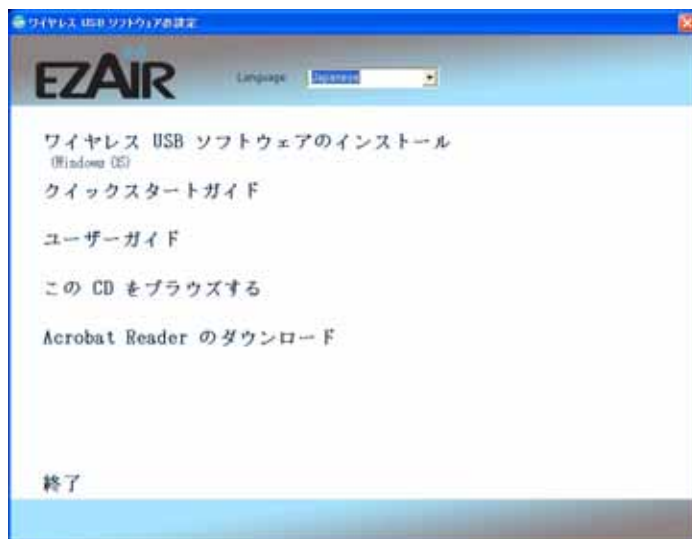 ワイヤレス USB ソフトウェアの設定
EZAIR
Language Japanese
ワイヤレス USB ソフトウェアのインストール
(Windows OS)
クイックスタートガイド
ユーザーガイド
この CD をブラウズする
Acrobat Reader のダウンロード
終了